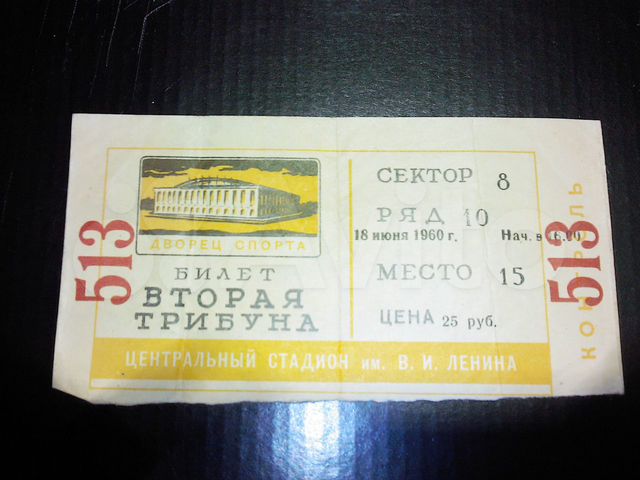 513
ДВОРЕЦ СПОРТА
БИЛЕТ
ВТОРАЯ
ТРИБУНА
СЕКТОР 8
РЯД 10
18 июня 1960 г. Нач. в
МЕСТО 15
ЦЕНА 25 руб.
513
КОНТРОЛЬ
ЦЕНТРАЛЬНЫЙ СТАДИОН им. В. И. ЛЕНИНА